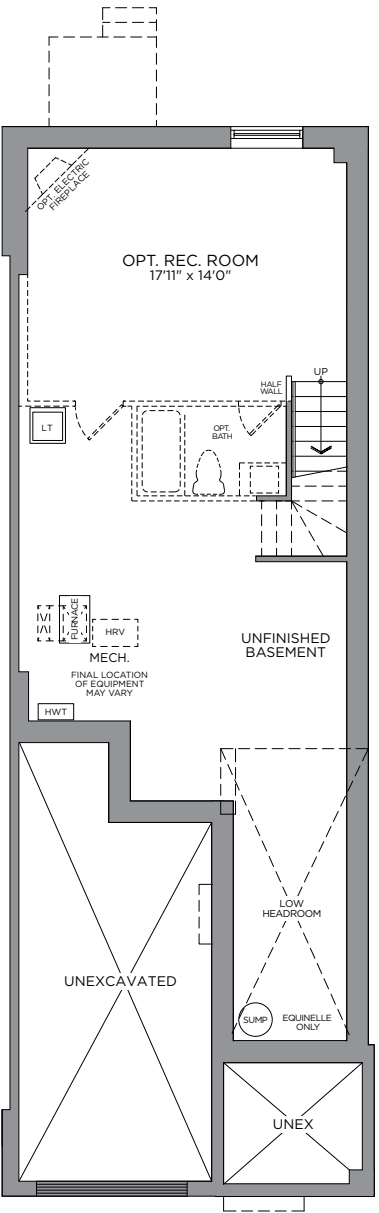 OPT. ELECTRIC
FIREPLACE
OPT. REC. ROOM
17'11" x 14'0"
UP
HALF
WALL
LT
OPT.
BATH
FURNACE
HRV
MECH.
FINAL LOCATION
OF EQUIPMENT
MAY VARY
UNFINISHED
BASEMENT
HWT
LOW
HEADROOM
UNEXCAVATED
SUMP
EQUINELLE
ONLY
UNEX